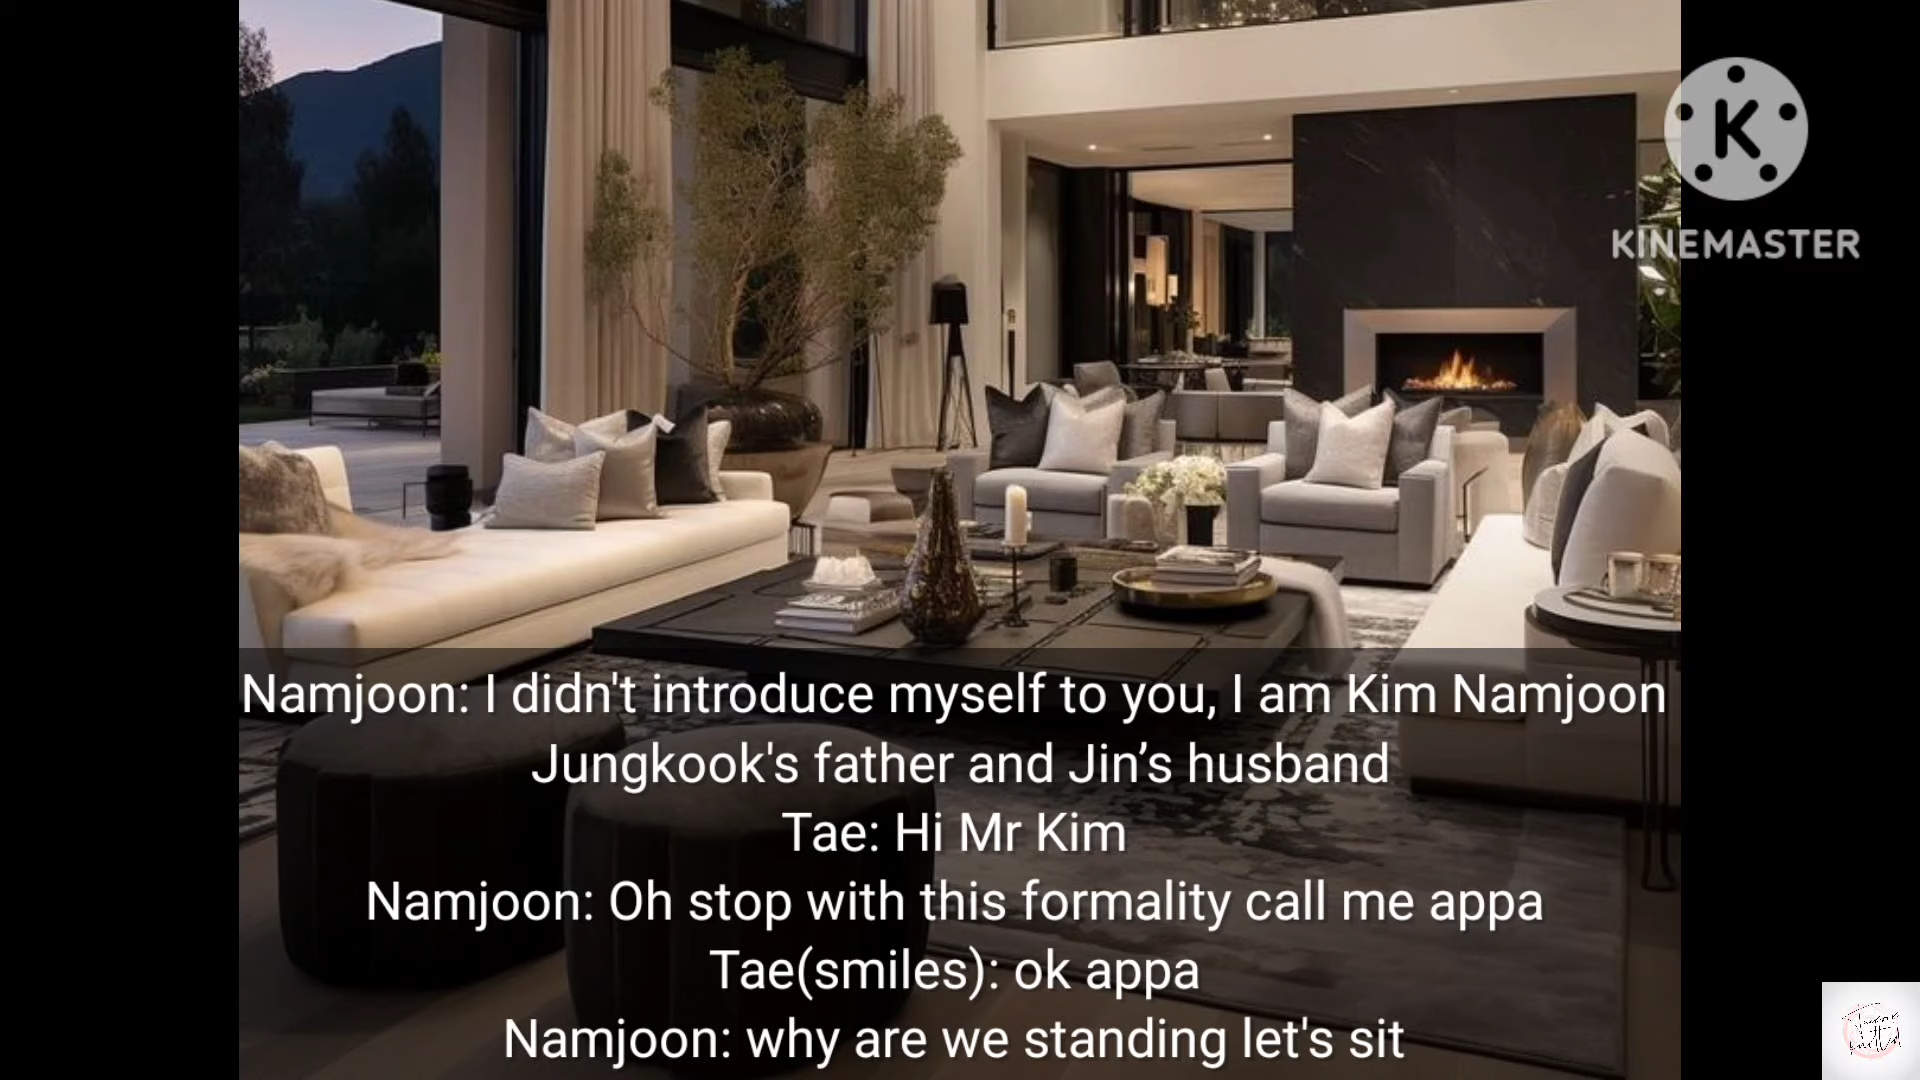 K
KINEMASTER
Namjoon: I didn't introduce myself to you, I am Kim Namjoon
Jungkook's father and Jin’s husband
Tae: Hi Mr Kim
Namjoon: Oh stop with this formality call me appa
Tae(smiles): ok appa
Namjoon: why are we standing let's sit